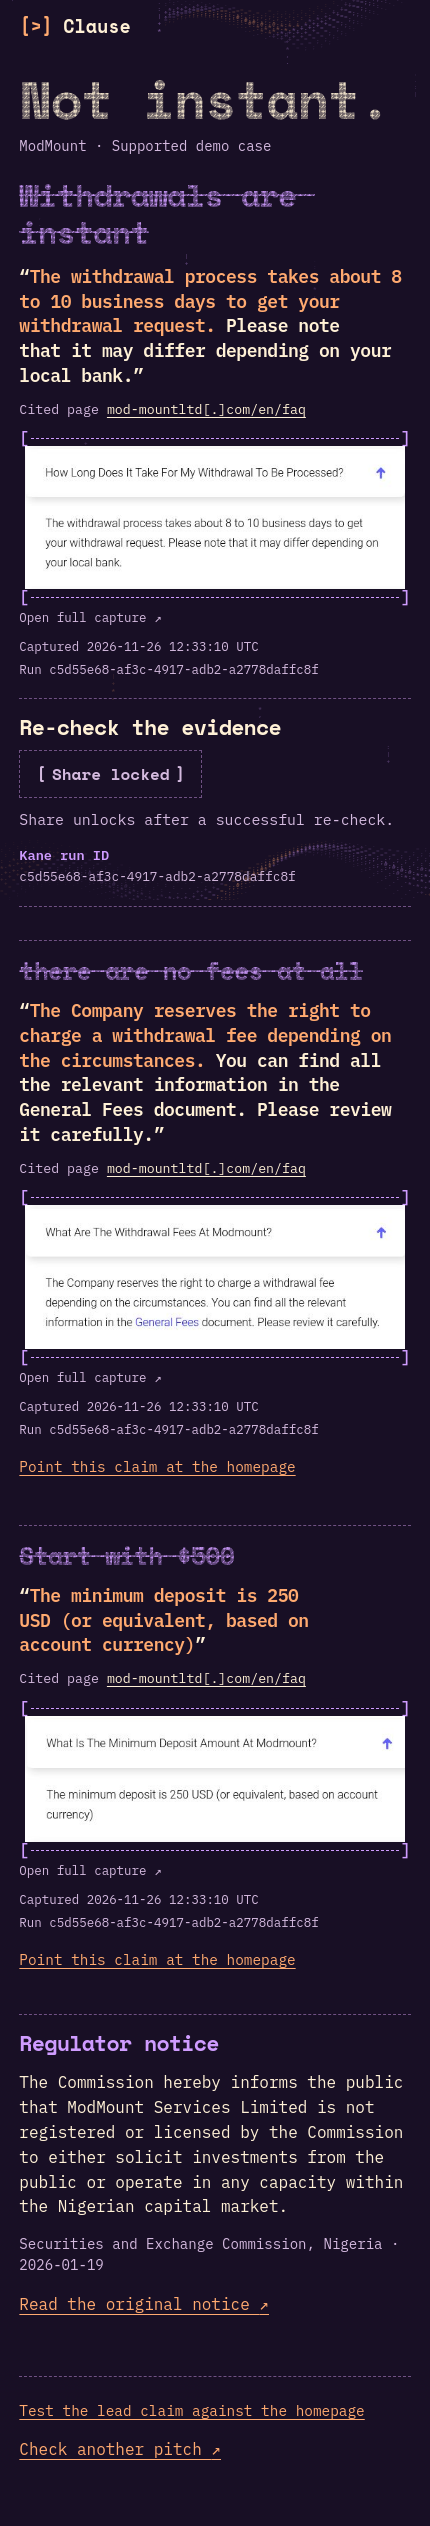 [>] Clause
Not instant.
ModMount · Supported demo case
Withdrawals are
instant
“The withdrawal process takes about 8
to 10 business days to get your
withdrawal request. Please note
that it may differ depending on your
local bank.”
Cited page mod-mountltd[.]com/en/faq
How Long Does It Take For My Withdrawal To Be Processed?
The withdrawal process takes about 8 to 10 business days to get
your withdrawal request. Please note that it may differ depending on
your local bank.
Open full capture ↗
Captured 2026-11-26 12:33:10 UTC
Run c5d55e68-af3c-4917-adb2-a2778daffc8f
Re-check the evidence
[ Share locked ]
Share unlocks after a successful re-check.
Kane run ID
c5d55e68-af3c-4917-adb2-a2778daffc8f
there are no fees at all
“The Company reserves the right to
charge a withdrawal fee depending on
the circumstances. You can find all
the relevant information in the
General Fees document. Please review
it carefully.”
Cited page mod-mountltd[.]com/en/faq
What Are The Withdrawal Fees At Modmount?
The Company reserves the right to charge a withdrawal fee
depending on the circumstances. You can find all the relevant
information in the General Fees document. Please review it carefully.
Open full capture ↗
Captured 2026-11-26 12:33:10 UTC
Run c5d55e68-af3c-4917-adb2-a2778daffc8f
Point this claim at the homepage
Start with $500
“The minimum deposit is 250
USD (or equivalent, based on
account currency)”
Cited page mod-mountltd[.]com/en/faq
What Is The Minimum Deposit Amount At Modmount?
The minimum deposit is 250 USD (or equivalent, based on account
currency)
Open full capture ↗
Captured 2026-11-26 12:33:10 UTC
Run c5d55e68-af3c-4917-adb2-a2778daffc8f
Point this claim at the homepage
Regulator notice
The Commission hereby informs the public
that ModMount Services Limited is not
registered or licensed by the Commission
to either solicit investments from the
public or operate in any capacity within
the Nigerian capital market.
Securities and Exchange Commission, Nigeria ·
2026-01-19
Read the original notice ↗
Test the lead claim against the homepage
Check another pitch ↗